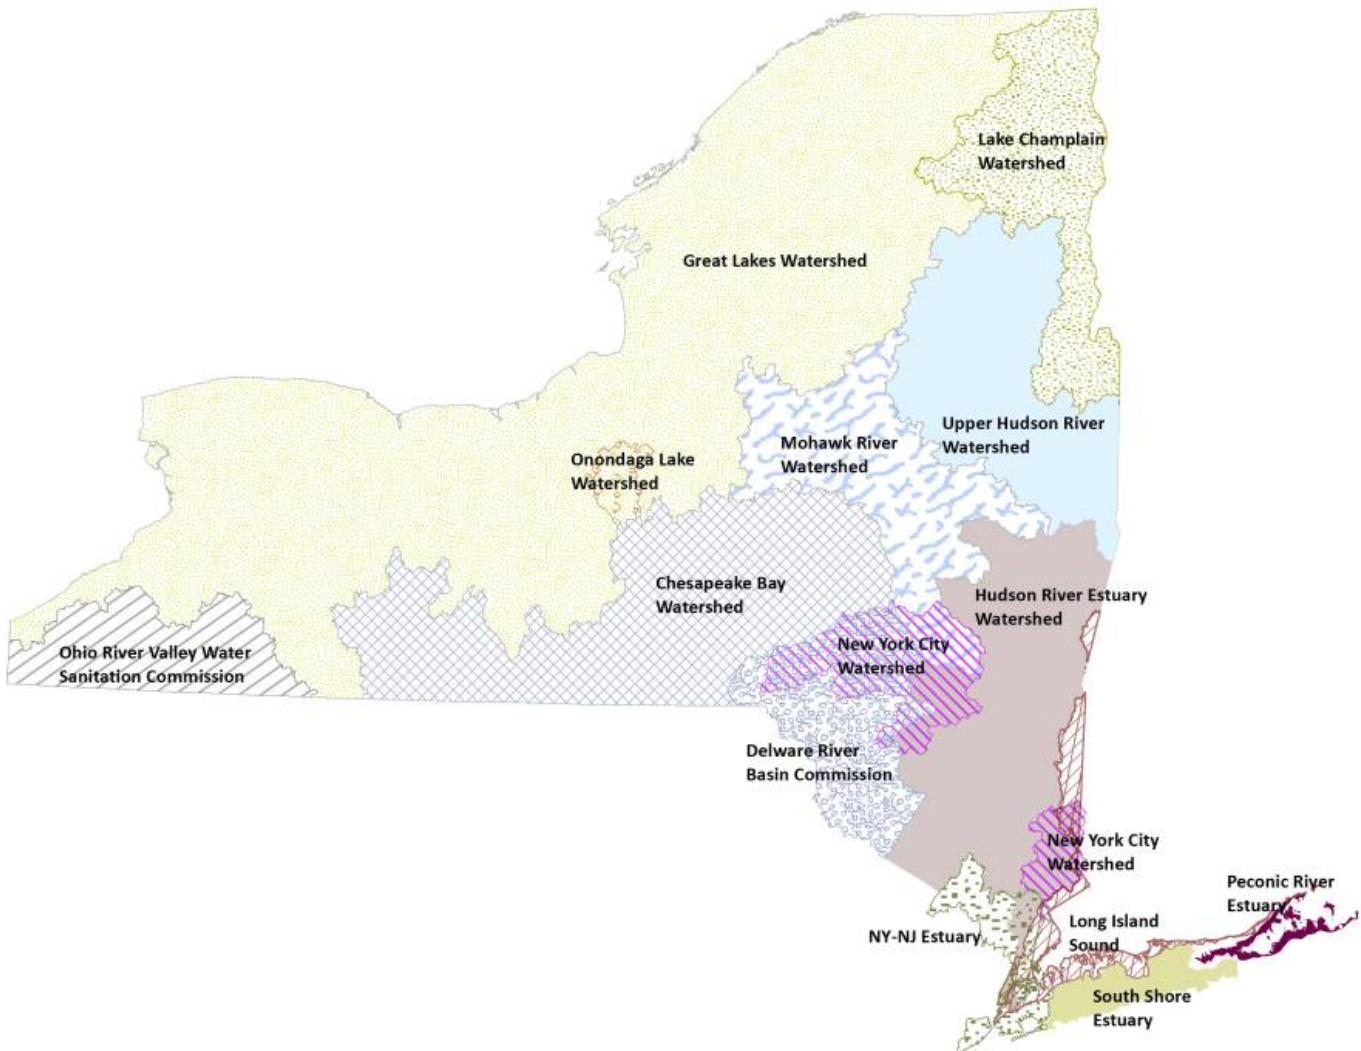 Lake Champlain
Watershed
Great Lakes Watershed
Upper Hudson River
Watershed
Mohawk River
Watershed
Onondaga Lake
Watershed
Chesapeake Bay
Watershed
Hudson River Estuary
Watershed
Ohio River Valley Water
Sanitation Commission
New York City
Watershed
Delware River
Basin Commission
New York City
Watershed
Peconic River
Estuary
NY-NJ Estuary
Long Island
Sound
South Shore
Estuary